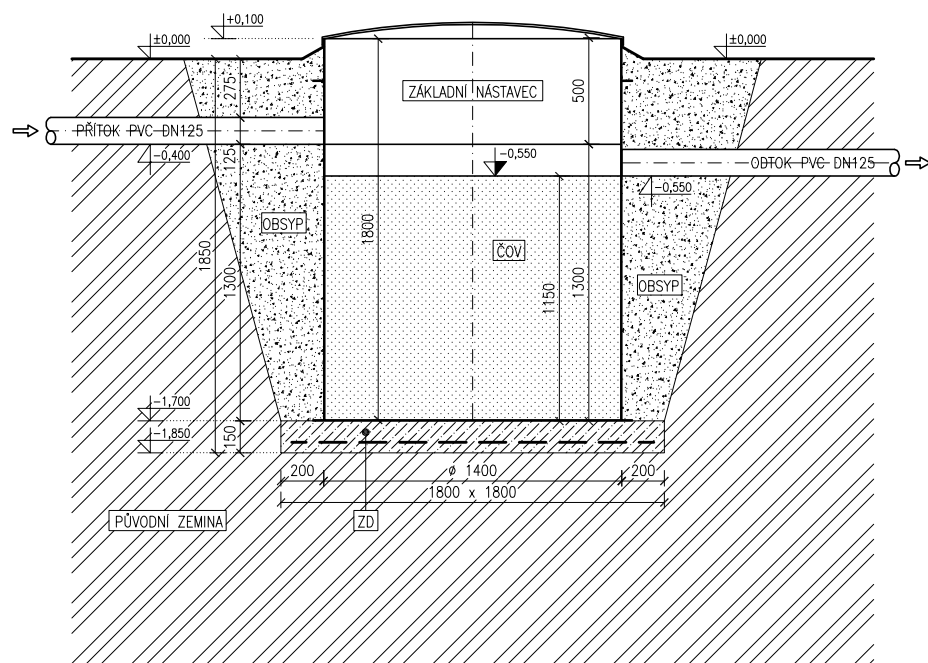 +0,100
±0,000
±0,000
275
500
ZÁKLADNÍ NÁSTAVEC
PŘÍTOK PVC DN125
-0,400
125
-0,550
ODTOK PVC DN125
-0,550
OBSYP
1800
ČOV
1850
1300
1150
1300
OBSYP
-1,700
-1,850
150
200
ϕ 1400
200
1800 x 1800
PŮVODNÍ ZEMINA
ZD